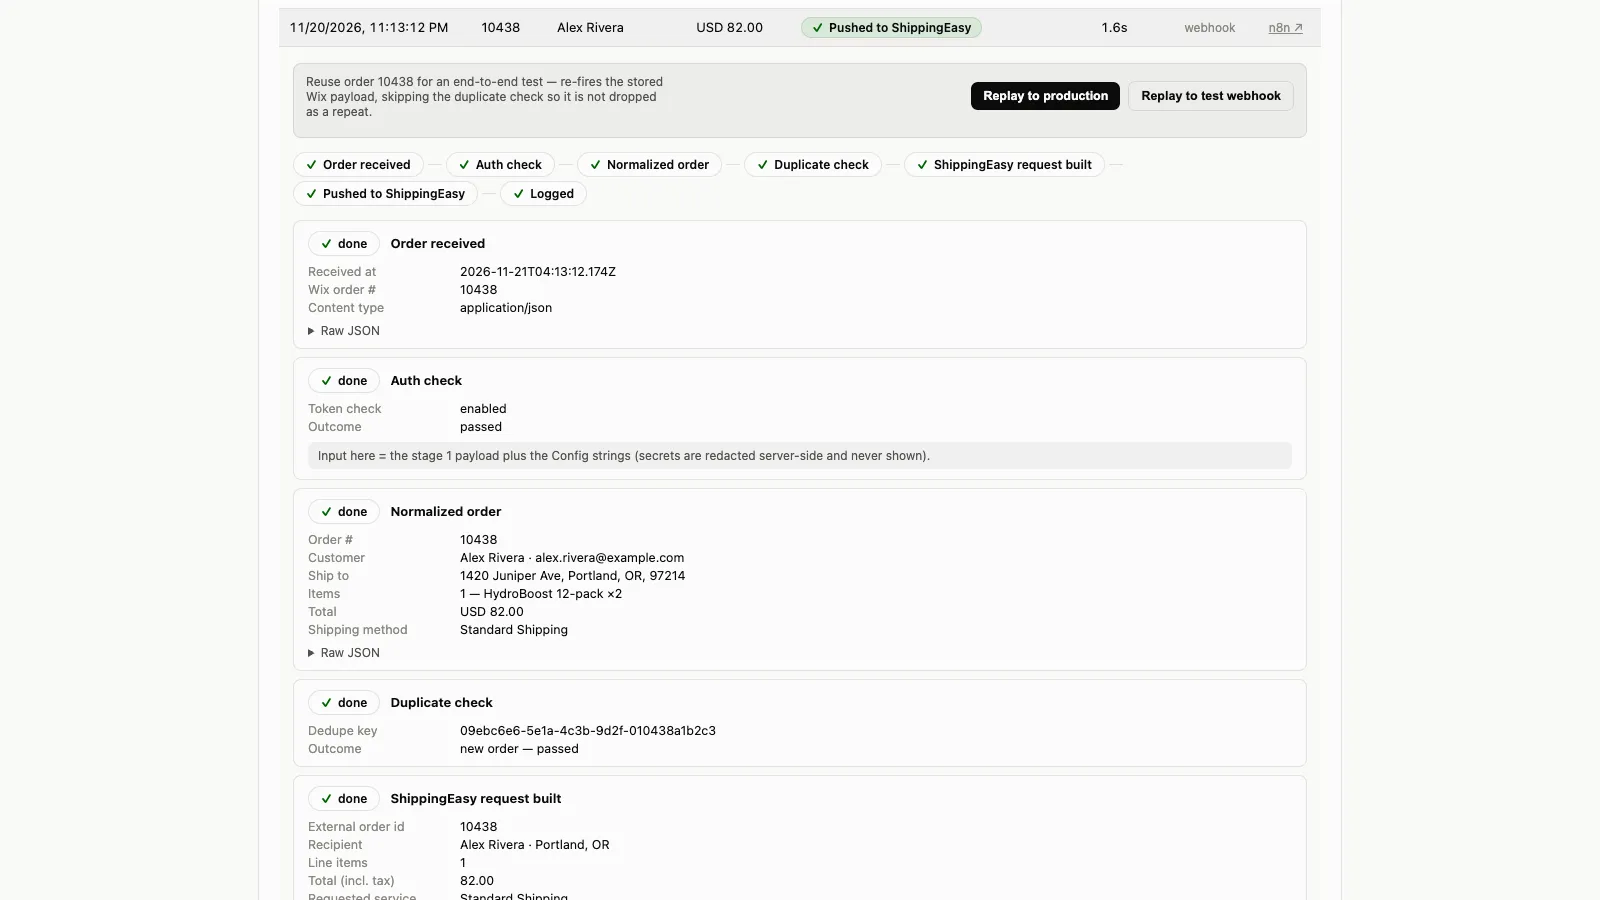 11/20/2026, 11:13:12 PM 10438 Alex Rivera USD 82.00 ✓ Pushed to ShippingEasy 1.6s webhook n8n ↗
Reuse order 10438 for an end-to-end test — re-fires the stored
Wix payload, skipping the duplicate check so it is not dropped
as a repeat.
Replay to production Replay to test webhook
✓ Order received — ✓ Auth check — ✓ Normalized order — ✓ Duplicate check — ✓ ShippingEasy request built —
✓ Pushed to ShippingEasy — ✓ Logged
✓ done Order received
Received at 2026-11-21T04:13:12.174Z
Wix order # 10438
Content type application/json
▶ Raw JSON
✓ done Auth check
Token check enabled
Outcome passed
Input here = the stage 1 payload plus the Config strings (secrets are redacted server-side and never shown).
✓ done Normalized order
Order # 10438
Customer Alex Rivera · alex.rivera@example.com
Ship to 1420 Juniper Ave, Portland, OR, 97214
Items 1 — HydroBoost 12-pack ×2
Total USD 82.00
Shipping method Standard Shipping
▶ Raw JSON
✓ done Duplicate check
Dedupe key 09ebc6e6-5e1a-4c3b-9d2f-010438a1b2c3
Outcome new order — passed
✓ done ShippingEasy request built
External order id 10438
Recipient Alex Rivera · Portland, OR
Line items 1
Total (incl. tax) 82.00
Requested service Standard Shipping